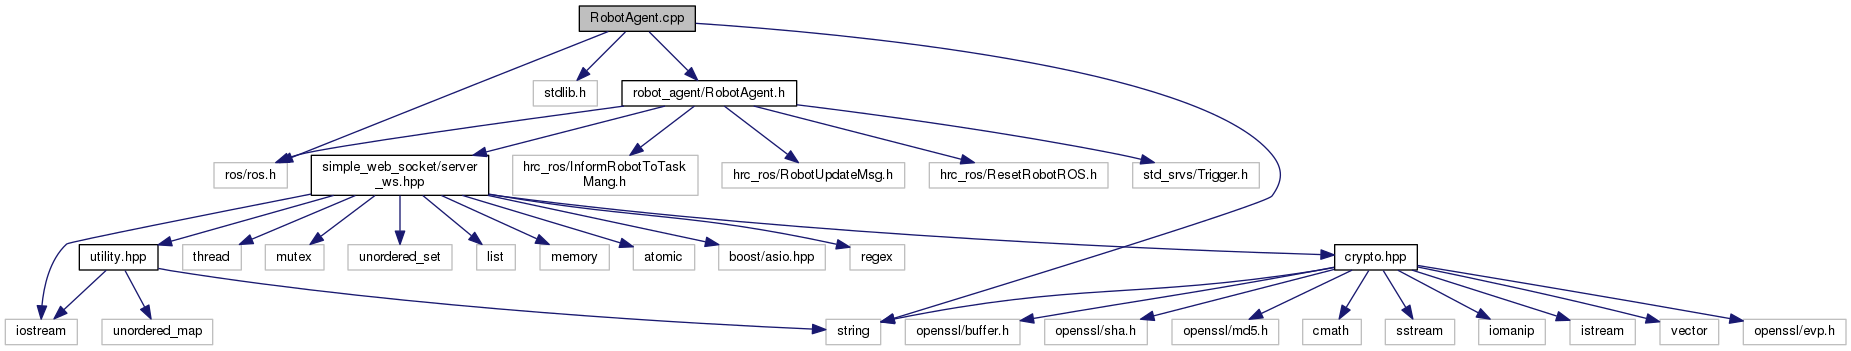 RobotAgent.cpp
stdlib.h
robot_agent/RobotAgent.h
ros/ros.h
simple_web_socket/server
_ws.hpp
hrc_ros/InformRobotToTask
Mang.h
hrc_ros/RobotUpdateMsg.h
hrc_ros/ResetRobotROS.h
std_srvs/Trigger.h
utility.hpp
thread
mutex
unordered_set
list
memory
atomic
boost/asio.hpp
regex
crypto.hpp
iostream
unordered_map
string
openssl/buffer.h
openssl/sha.h
openssl/md5.h
cmath
sstream
iomanip
istream
vector
openssl/evp.h